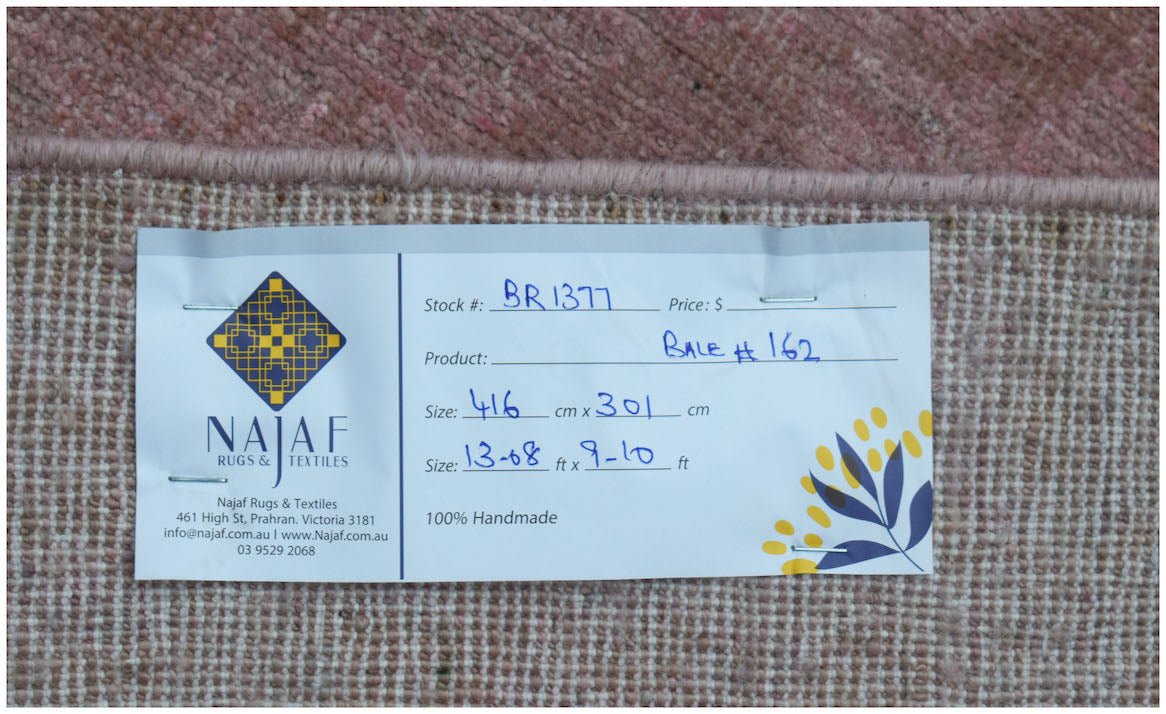 NAJAF
RUGS & TEXTILES
Najaf Rugs & Textiles
461 High St, Prahran. Victoria 3181
info@najaf.com.au I www.Najaf.com.au
03 9529 2068
Stock #: BR1377 Price: $
Product: BALE # 162
Size: 416 cm x 301 cm
Size: 13-08 ft x 9-10 ft
100% Handmade